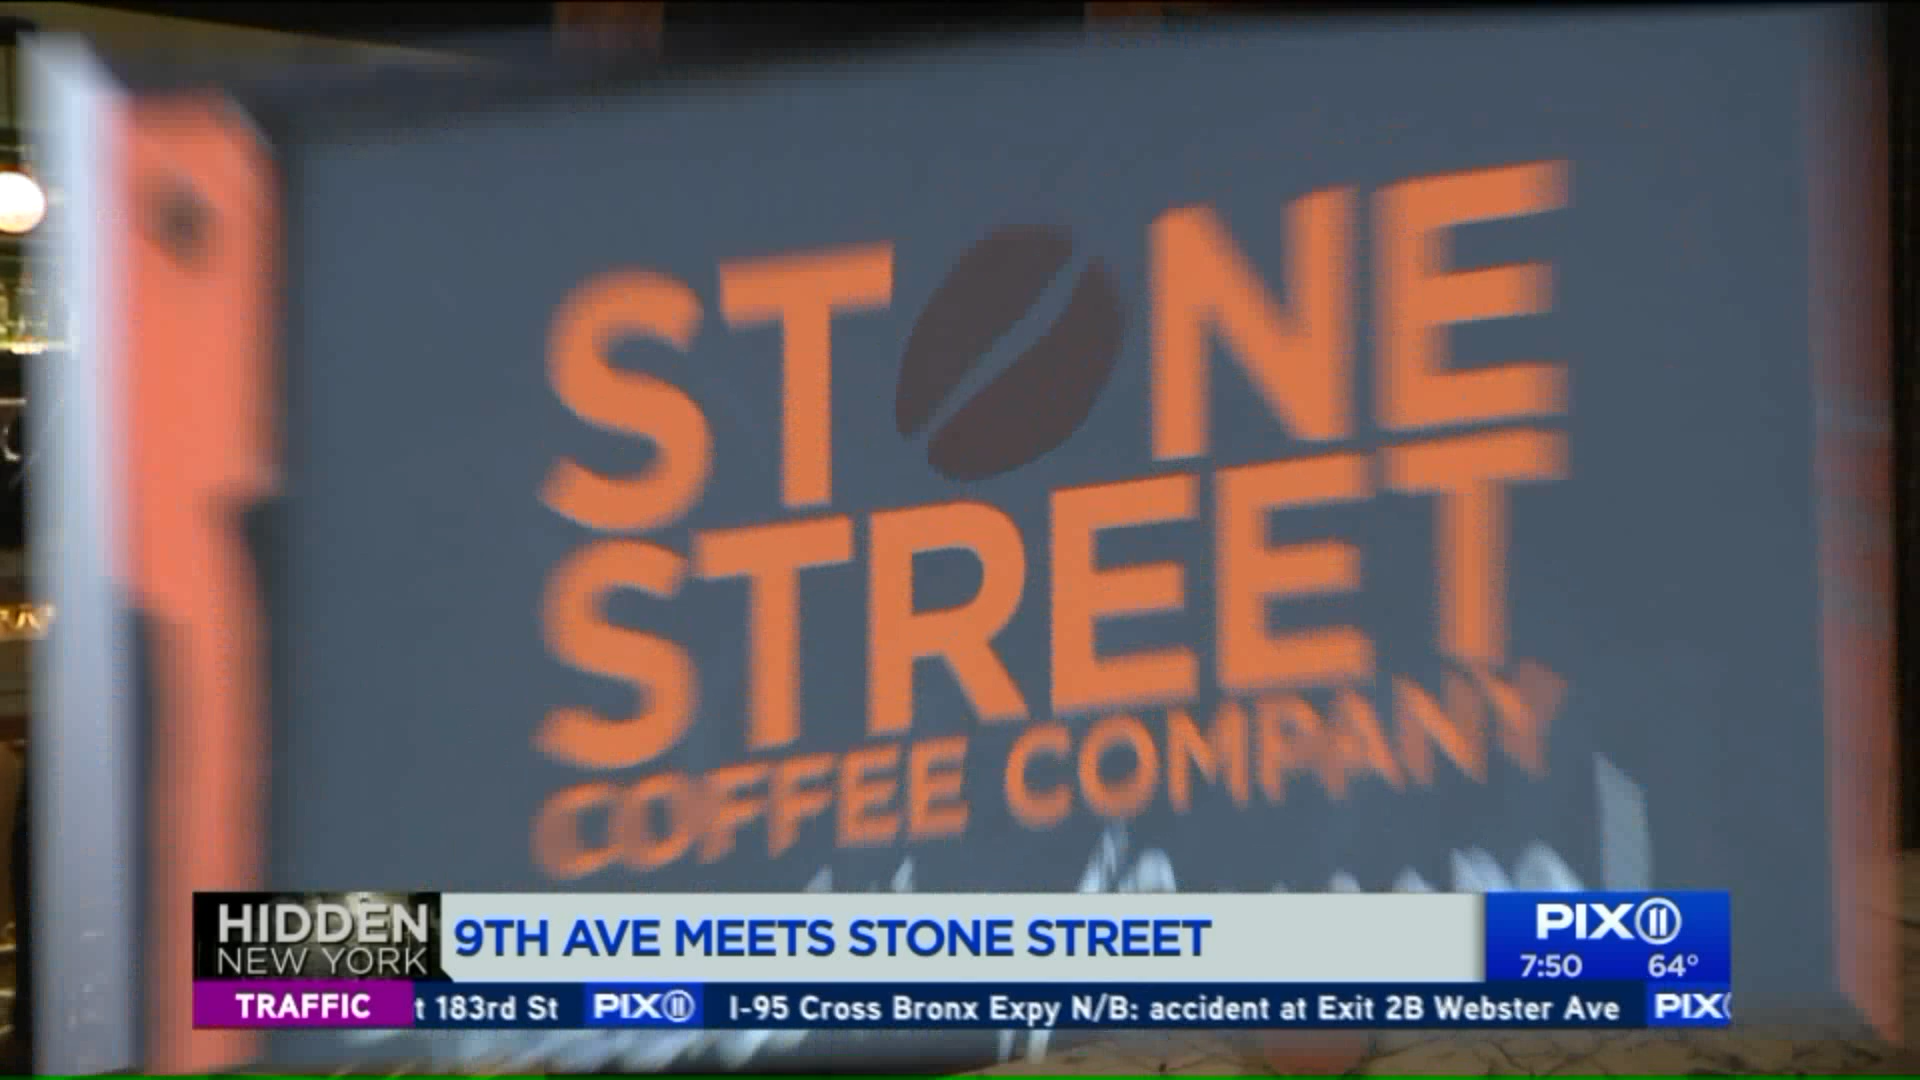 STONE
STREET
COFFEE COMPANY
HIDDEN
NEW YORK
9TH AVE MEETS STONE STREET
PIX11
7:50 64°
TRAFFIC
t 183rd St PIX11 I-95 Cross Bronx Expy N/B: accident at Exit 2B Webster Ave PIX